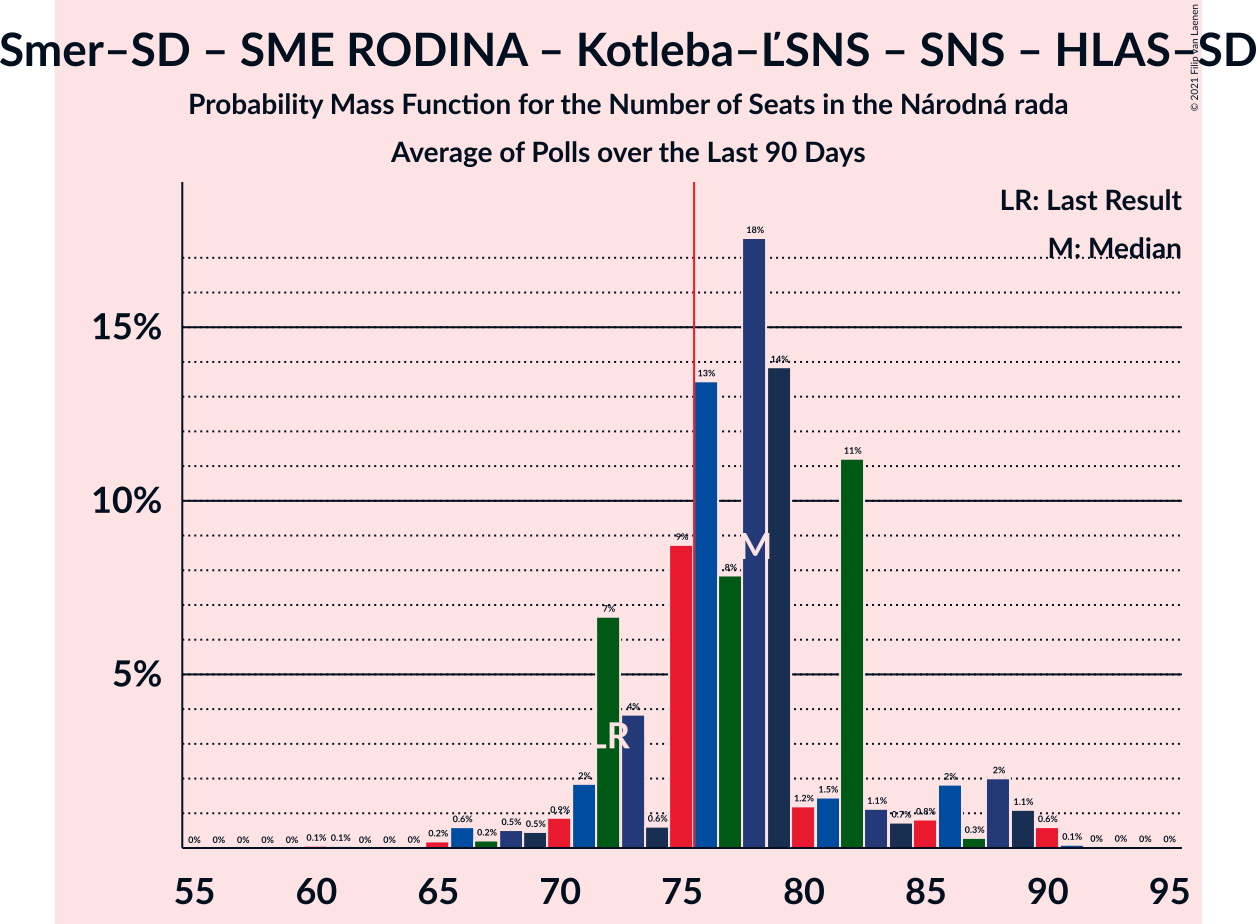 Smer–SD – SME RODINA – Kotleba–ĽSNS – SNS – HLAS–SD
Probability Mass Function for the Number of Seats in the Národná rada
Average of Polls over the Last 90 Days
© 2021 Filip van Laenen
LR: Last Result
M: Median
15%
10%
5%
0% 0% 0% 0% 0% 0.1% 0.1% 0% 0% 0% 0.2% 0.6% 0.2% 0.5% 0.5% 0.9% 2% 7% 4% 0.6% 9% 13% 8% 18% 14% 1.2% 1.5% 11% 1.1% 0.7% 0.8% 2% 0.3% 2% 1.1% 0.6% 0.1% 0% 0% 0% 0%
LR
M
55 60 65 70 75 80 85 90 95